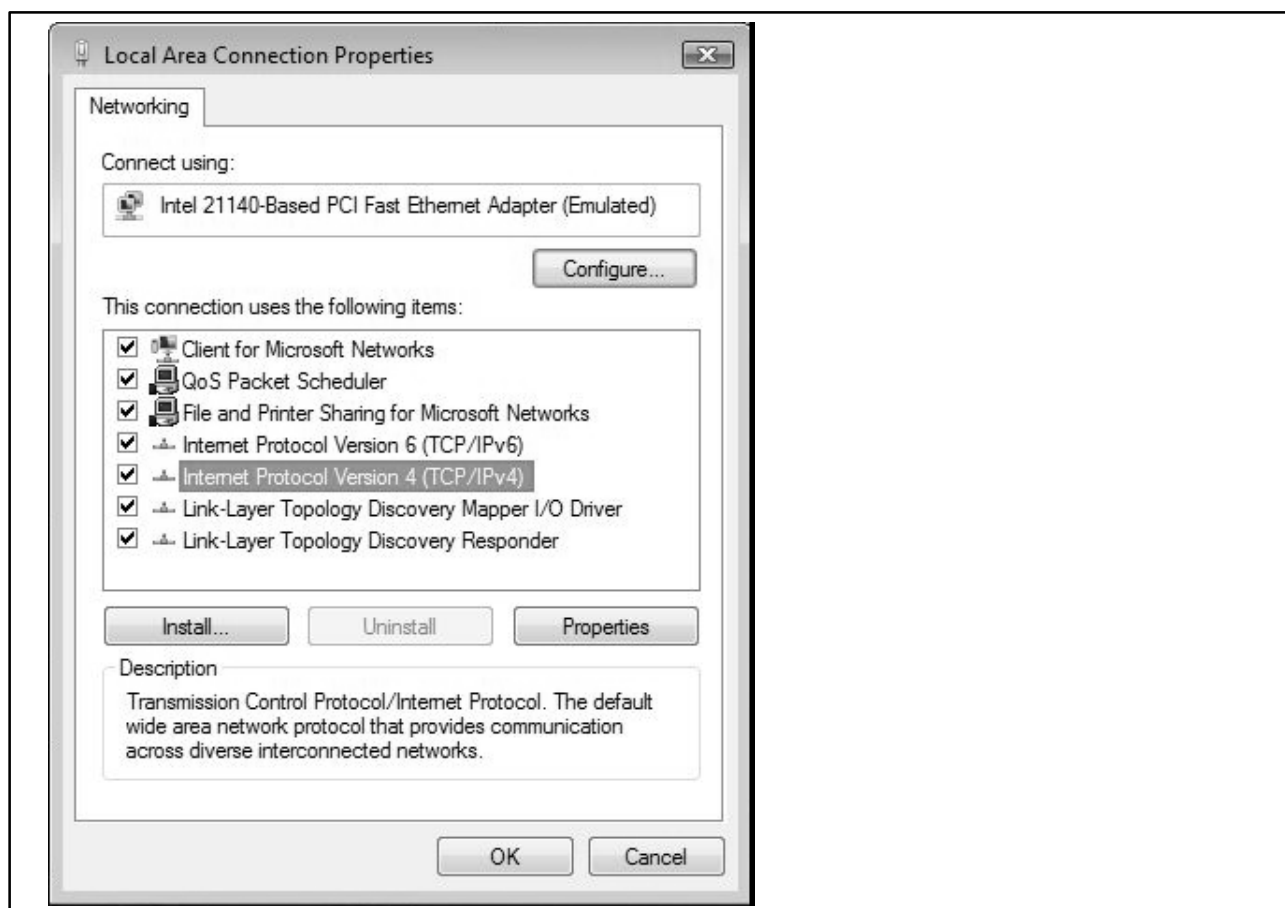 Local Area Connection Properties
Networking
Connect using:
Intel 21140-Based PCI Fast Ethernet Adapter (Emulated)
Configure...
This connection uses the following items:
Client for Microsoft Networks
QoS Packet Scheduler
File and Printer Sharing for Microsoft Networks
Internet Protocol Version 6 (TCP/IPv6)
Internet Protocol Version 4 (TCP/IPv4)
Link-Layer Topology Discovery Mapper I/O Driver
Link-Layer Topology Discovery Responder
Install... Uninstall Properties
Description
Transmission Control Protocol/Internet Protocol. The default
wide area network protocol that provides communication
across diverse interconnected networks.
OK Cancel